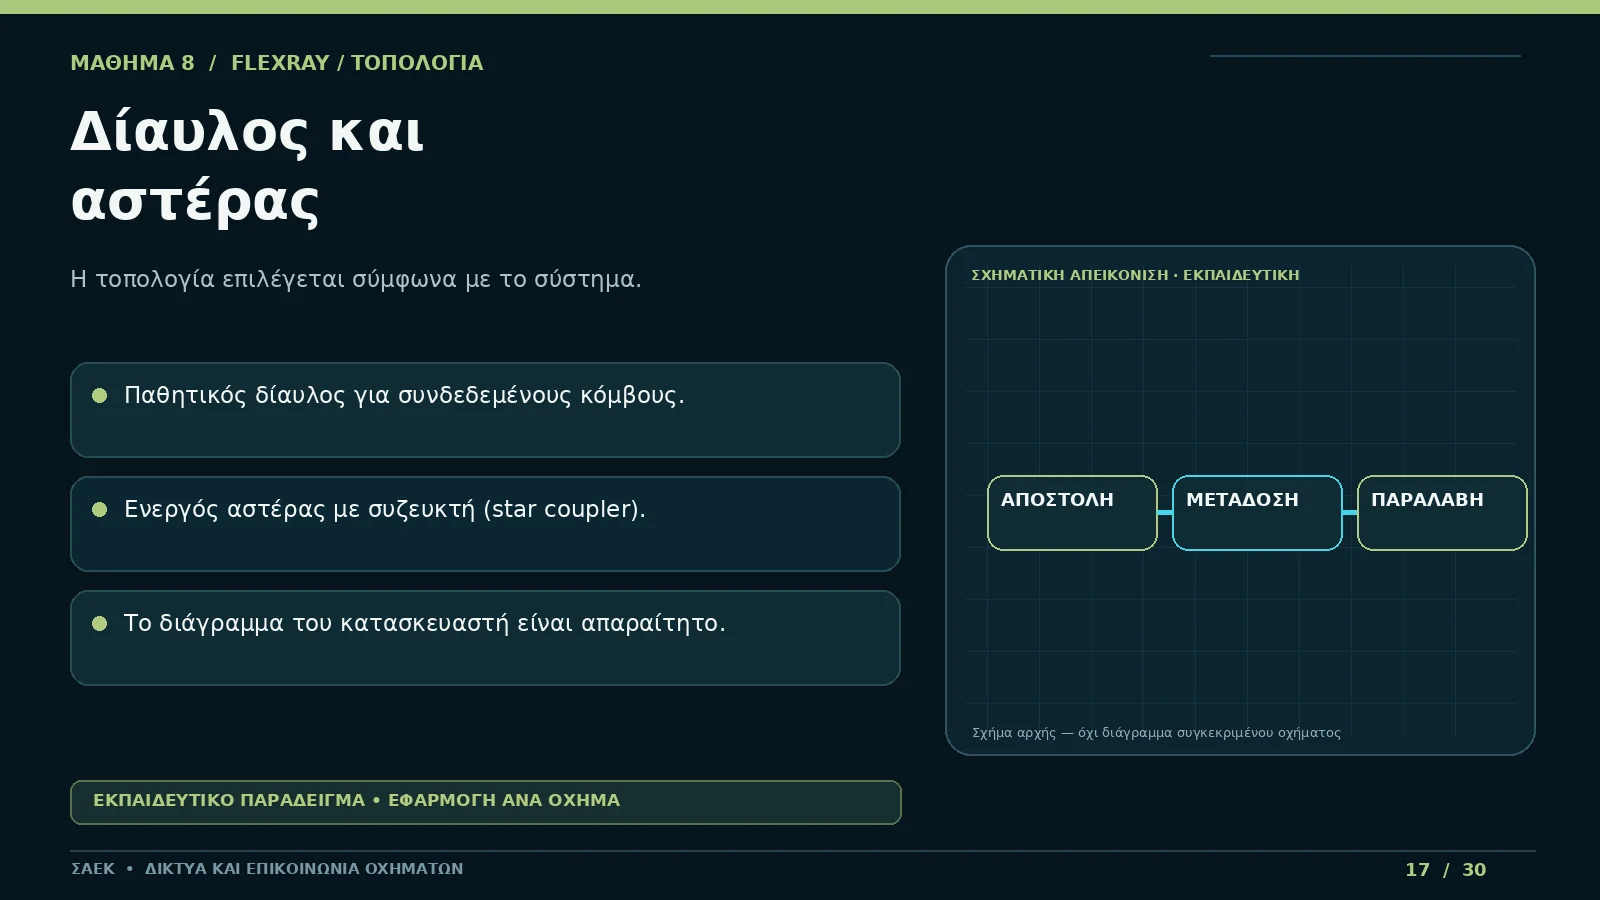 ΜΑΘΗΜΑ 8 / FLEXRAY / ΤΟΠΟΛΟΓΙΑ
Δίαυλος και
αστέρας
Η τοπολογία επιλέγεται σύμφωνα με το σύστημα.
Παθητικός δίαυλος για συνδεδεμένους κόμβους.
Ενεργός αστέρας με συζευκτή (star coupler).
Το διάγραμμα του κατασκευαστή είναι απαραίτητο.
ΕΚΠΑΙΔΕΥΤΙΚΟ ΠΑΡΑΔΕΙΓΜΑ • ΕΦΑΡΜΟΓΗ ΑΝΑ ΟΧΗΜΑ
ΣΧΗΜΑΤΙΚΗ ΑΠΕΙΚΟΝΙΣΗ · ΕΚΠΑΙΔΕΥΤΙΚΗ
ΑΠΟΣΤΟΛΗ
ΜΕΤΑΔΟΣΗ
ΠΑΡΑΛΑΒΗ
Σχήμα αρχής — όχι διάγραμμα συγκεκριμένου οχήματος
ΣΑΕΚ • ΔΙΚΤΥΑ ΚΑΙ ΕΠΙΚΟΙΝΩΝΙΑ ΟΧΗΜΑΤΩΝ
17 / 30